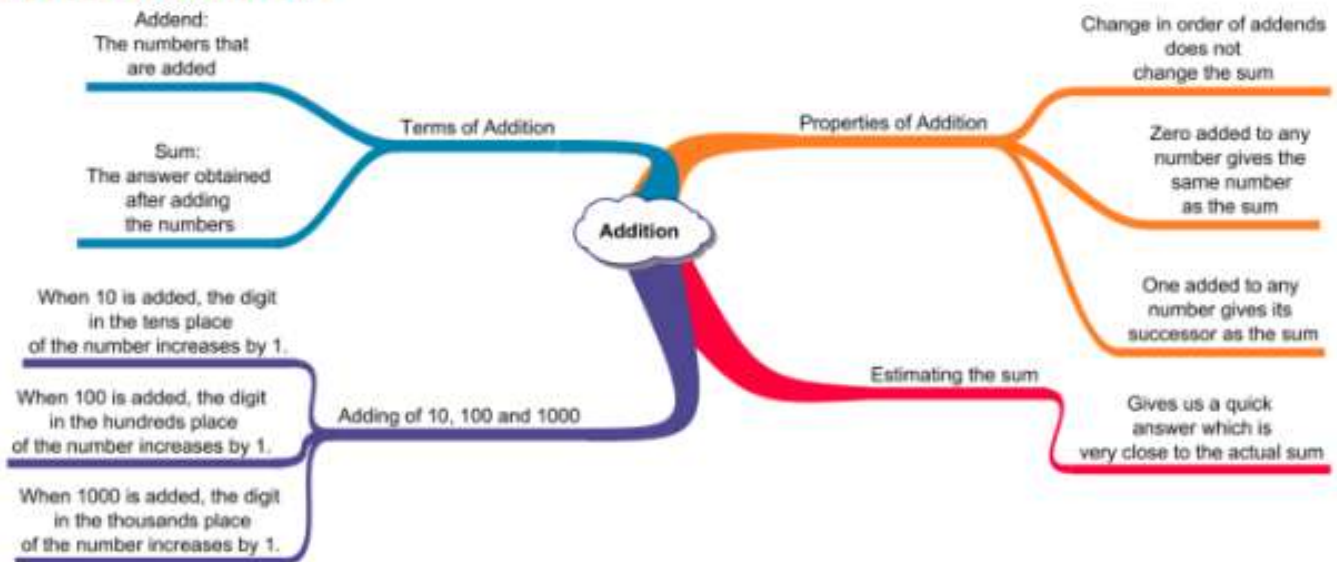 Addition
Terms of Addition
Addend:
The numbers that
are added
Sum:
The answer obtained
after adding
the numbers
Properties of Addition
Change in order of addends
does not
change the sum
Zero added to any
number gives the
same number
as the sum
One added to any
number gives its
successor as the sum
Adding of 10, 100 and 1000
When 10 is added, the digit
in the tens place
of the number increases by 1.
When 100 is added, the digit
in the hundreds place
of the number increases by 1.
When 1000 is added, the digit
in the thousands place
of the number increases by 1.
Estimating the sum
Gives us a quick
answer which is
very close to the actual sum